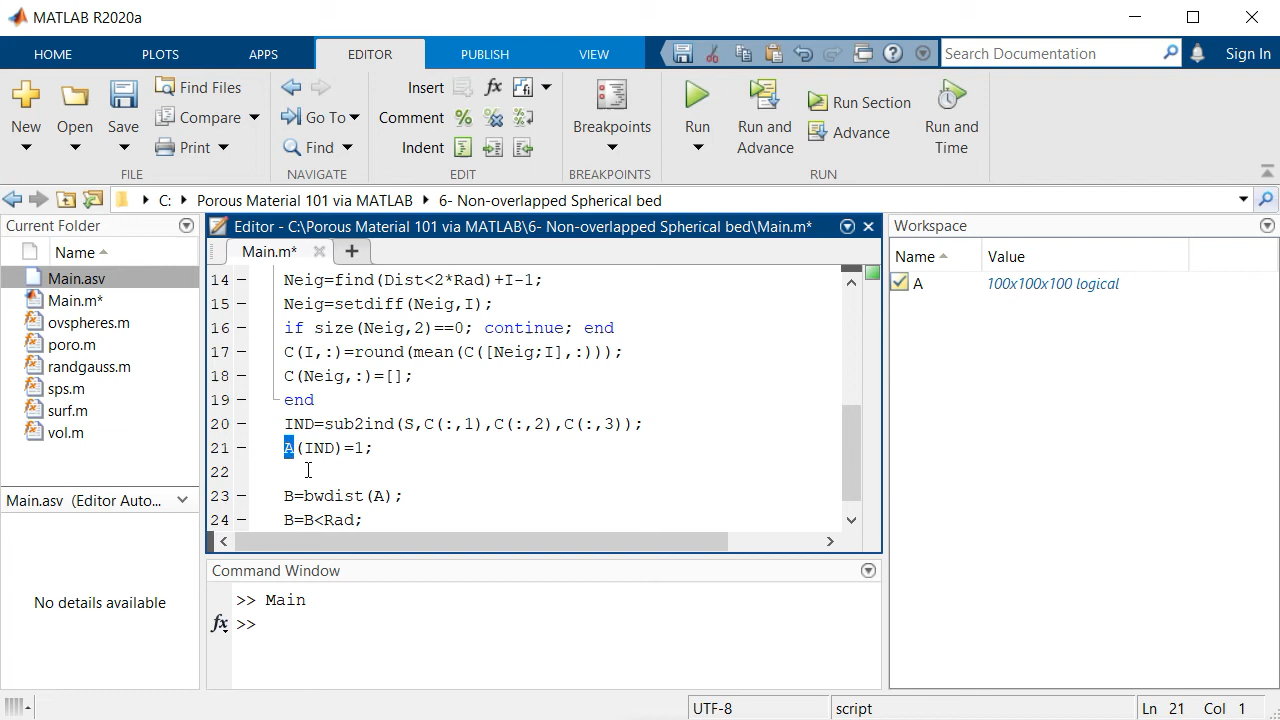 MATLAB R2020a
HOME PLOTS APPS EDITOR PUBLISH VIEW Search Documentation Sign In
New Open Save Find Files Compare Print FILE
Go To Find NAVIGATE
Insert fx Comment % Indent EDIT
Breakpoints BREAKPOINTS
Run Run and Advance Run Section Advance Run and Time RUN
C: Porous Material 101 via MATLAB 6- Non-overlapped Spherical bed
Current Folder
Name
Main.asv
Main.m*
ovspheres.m
poro.m
randgauss.m
sps.m
surf.m
vol.m
Main.asv (Editor Auto...
No details available
Editor - C:\Porous Material 101 via MATLAB\6- Non-overlapped Spherical bed\Main.m*
Main.m*
14 – Neig=find(Dist<2*Rad)+I-1;
15 – Neig=setdiff(Neig,I);
16 – if size(Neig,2)==0; continue; end
17 – C(I,:)=round(mean(C([Neig;I],:)));
18 – C(Neig,:)=[];
19 – end
20 – IND=sub2ind(S,C(:,1),C(:,2),C(:,3));
21 – A(IND)=1;
22 –
23 – B=bwdist(A);
24 – B=B<Rad;
Command Window
>> Main
fx >>
Workspace
Name Value
A 100x100x100 logical
UTF-8 script Ln 21 Col 1